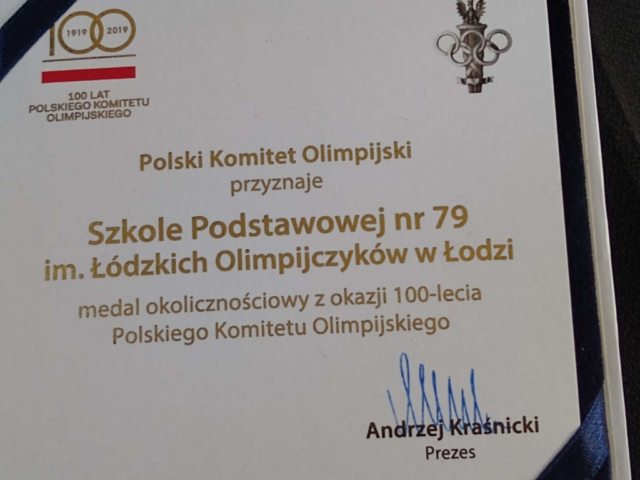 100
1919 2019
100 LAT
POLSKIEGO KOMITETU
OLIMPIJSKIEGO
Polski Komitet Olimpijski
przyznaje
Szkole Podstawowej nr 79
im. Łódzkich Olimpijczyków w Łodzi
medal okolicznościowy z okazji 100-lecia
Polskiego Komitetu Olimpijskiego
Andrzej Kraśnicki
Prezes